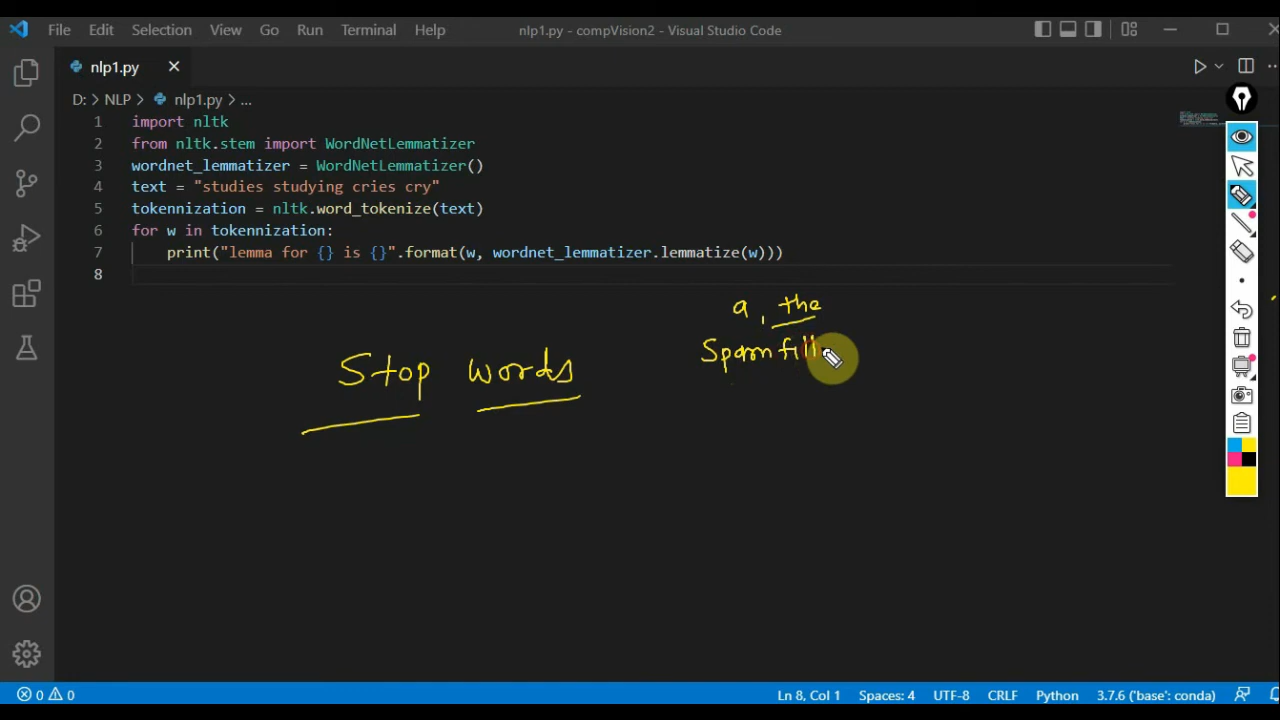 File Edit Selection View Go Run Terminal Help nlp1.py - compVision2 - Visual Studio Code
nlp1.py
D: > NLP > nlp1.py > ...
1 import nltk
2 from nltk.stem import WordNetLemmatizer
3 wordnet_lemmatizer = WordNetLemmatizer()
4 text = "studies studying cries cry"
5 tokennization = nltk.word_tokenize(text)
6 for w in tokennization:
7 print("lemma for {} is {}".format(w, wordnet_lemmatizer.lemmatize(w)))
8
a, the
Spam fill
Stop words
0 0 Ln 8, Col 1 Spaces: 4 UTF-8 CRLF Python 3.7.6 ('base': conda)